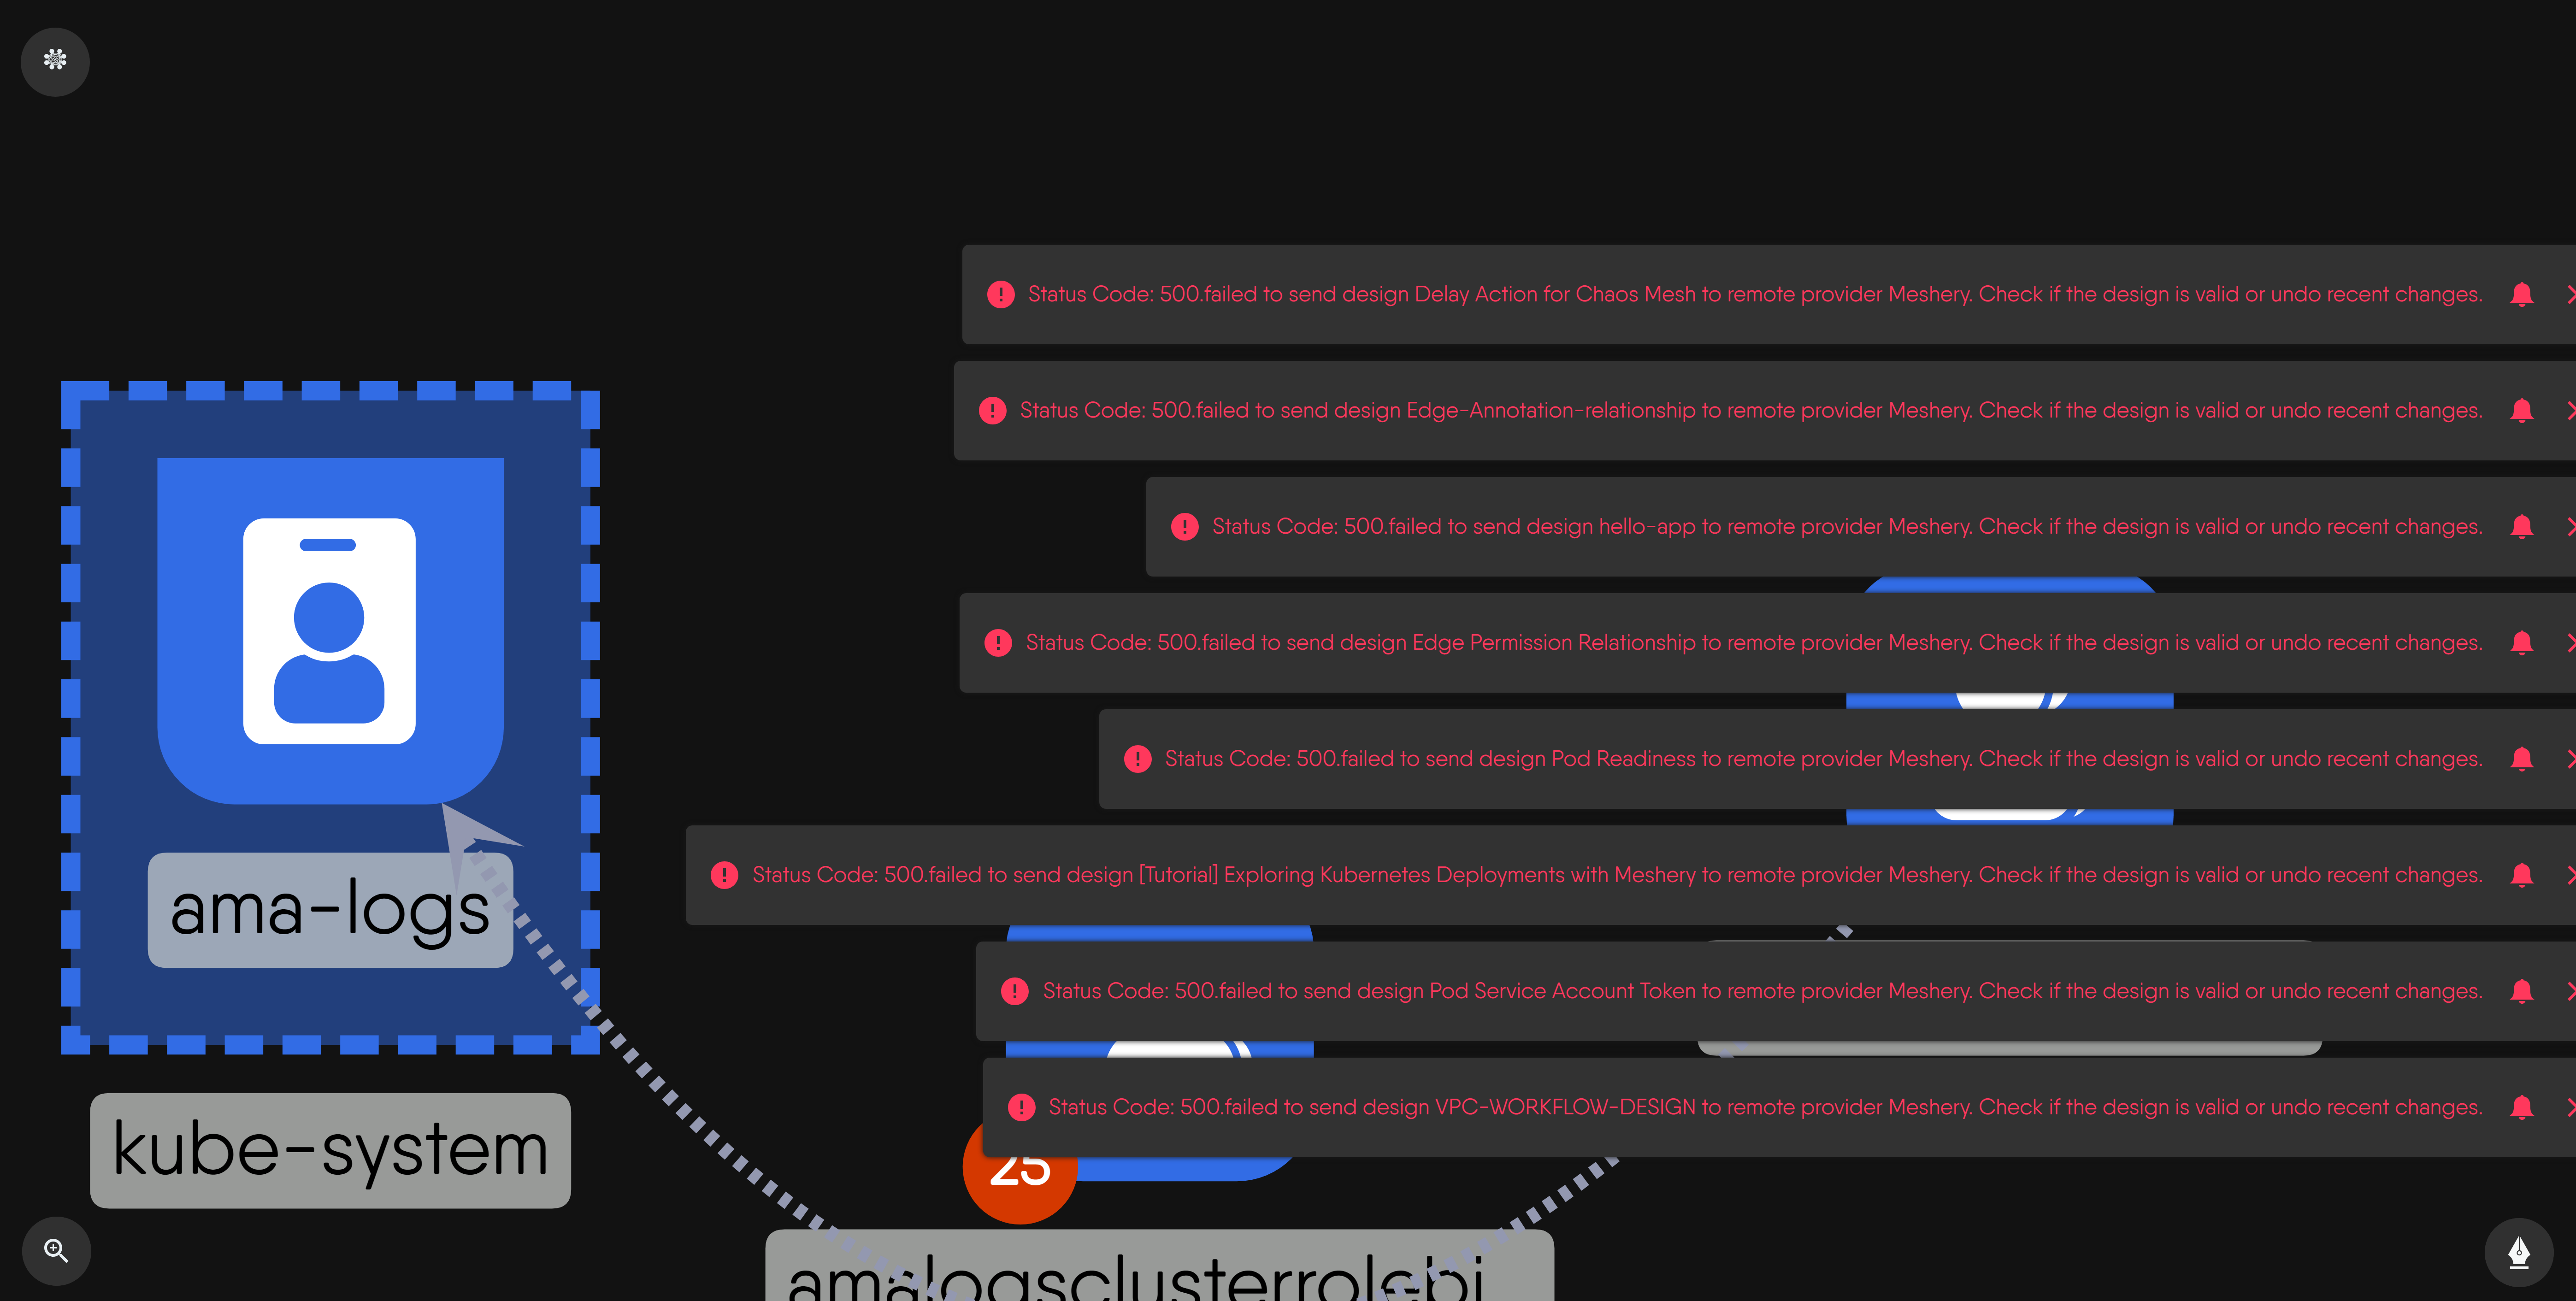 Status Code: 500.failed to send design Delay Action for Chaos Mesh to remote provider Meshery. Check if the design is valid or undo recent changes.
Status Code: 500.failed to send design Edge-Annotation-relationship to remote provider Meshery. Check if the design is valid or undo recent changes.
Status Code: 500.failed to send design hello-app to remote provider Meshery. Check if the design is valid or undo recent changes.
Status Code: 500.failed to send design Edge Permission Relationship to remote provider Meshery. Check if the design is valid or undo recent changes.
Status Code: 500.failed to send design Pod Readiness to remote provider Meshery. Check if the design is valid or undo recent changes.
Status Code: 500.failed to send design [Tutorial] Exploring Kubernetes Deployments with Meshery to remote provider Meshery. Check if the design is valid or undo recent changes.
ama-logs
Status Code: 500.failed to send design Pod Service Account Token to remote provider Meshery. Check if the design is valid or undo recent changes.
Status Code: 500.failed to send design VPC-WORKFLOW-DESIGN to remote provider Meshery. Check if the design is valid or undo recent changes.
kube-system
25
amalogsclusterrolebi